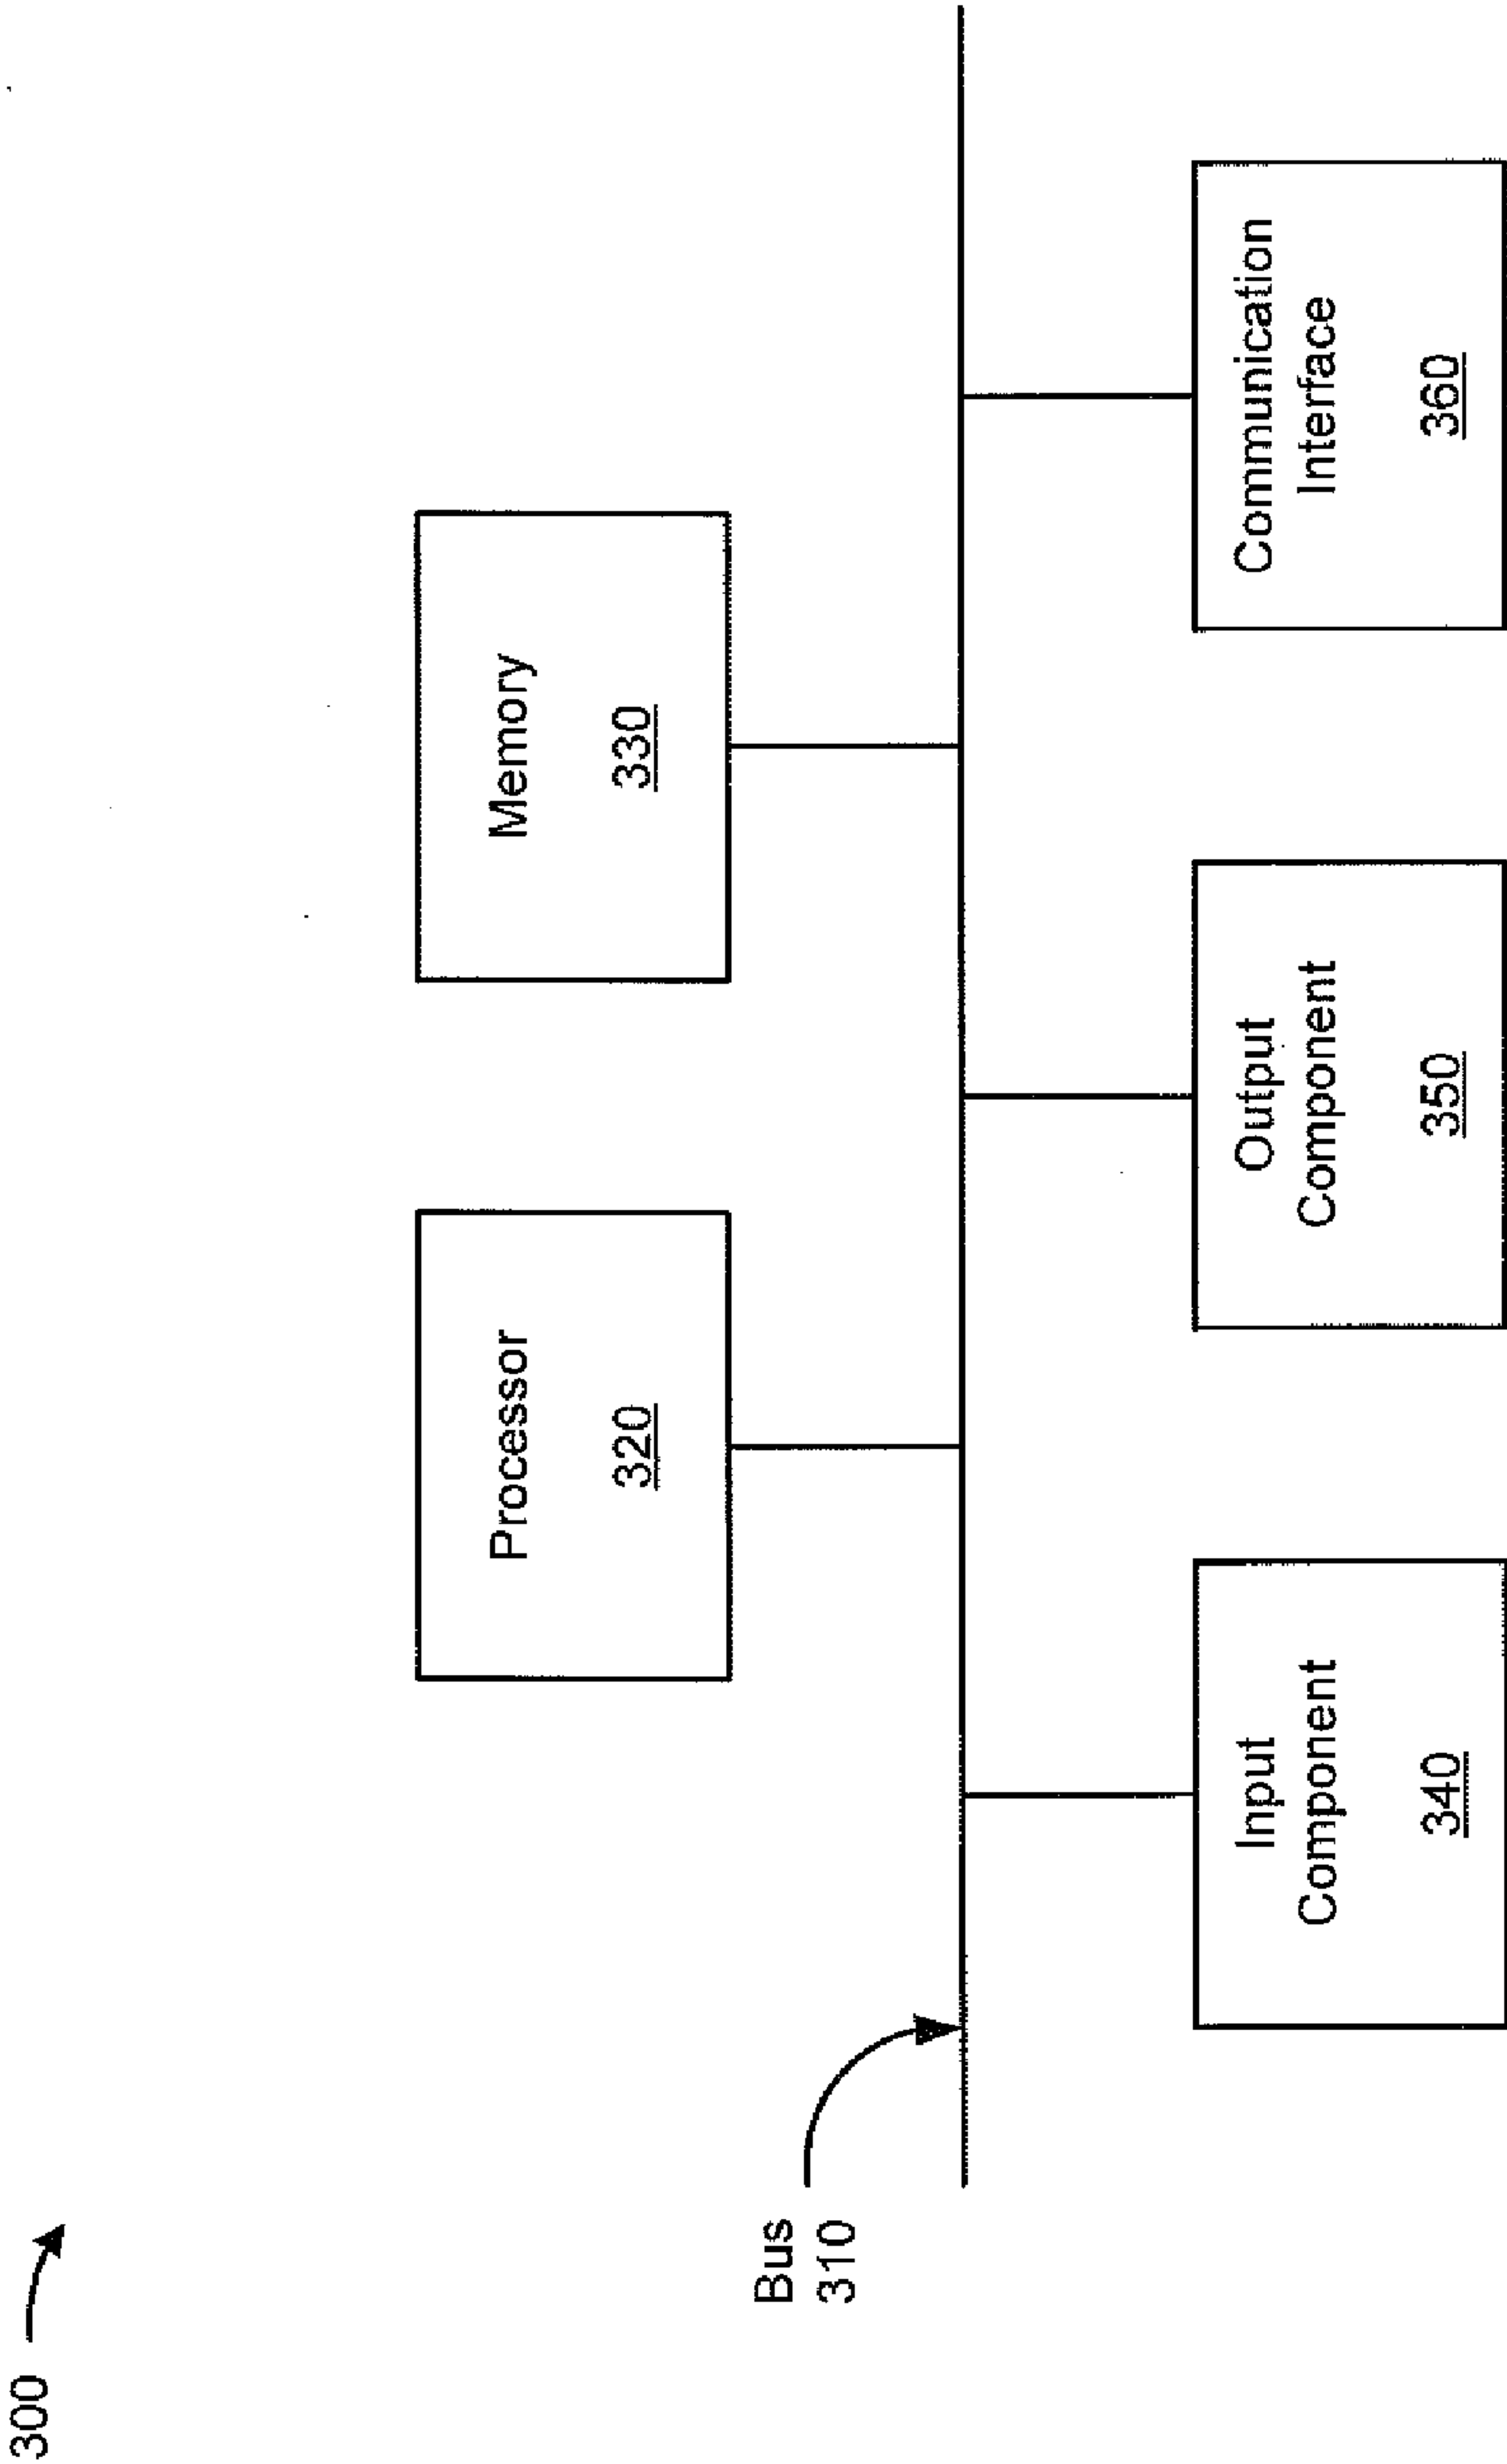 300
Processor
320
Memory
330
Bus
310
Input
Component
340
Output
Component
350
Communication
Interface
360